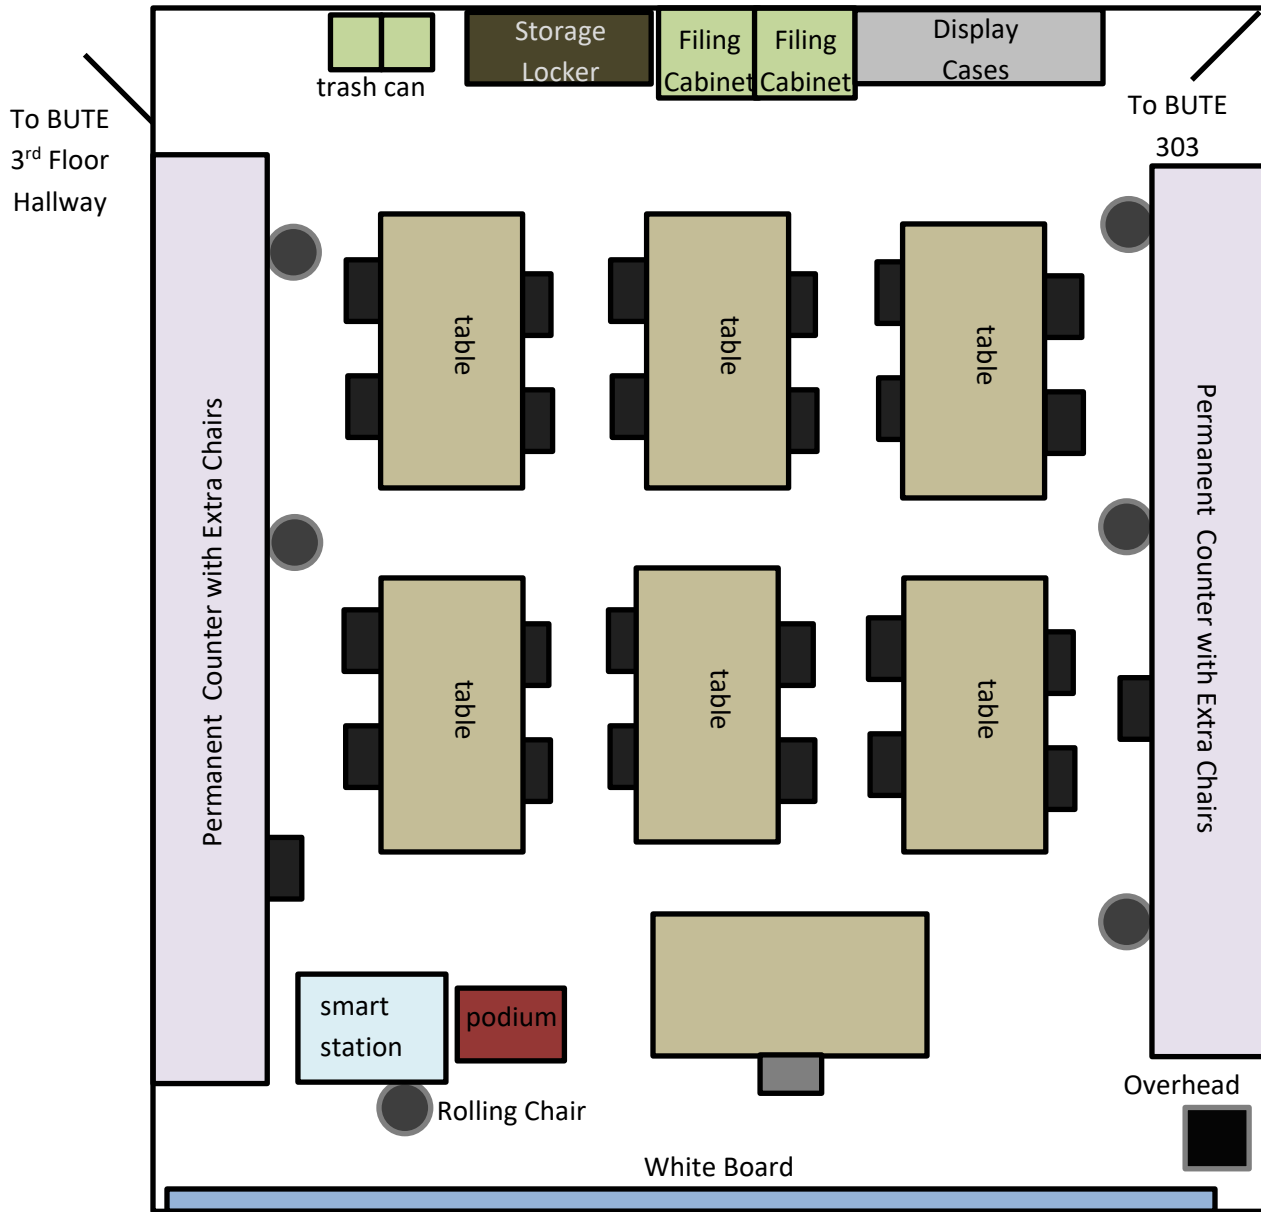 Storage
Locker
Filing
Cabinet
Filing
Cabinet
Display
Cases
trash can
To BUTE
3rd Floor
Hallway
To BUTE
303
table
table
table
Permanent Counter with Extra Chairs
Permanent Counter with Extra Chairs
table
table
table
smart
station
podium
Rolling Chair
Overhead
White Board